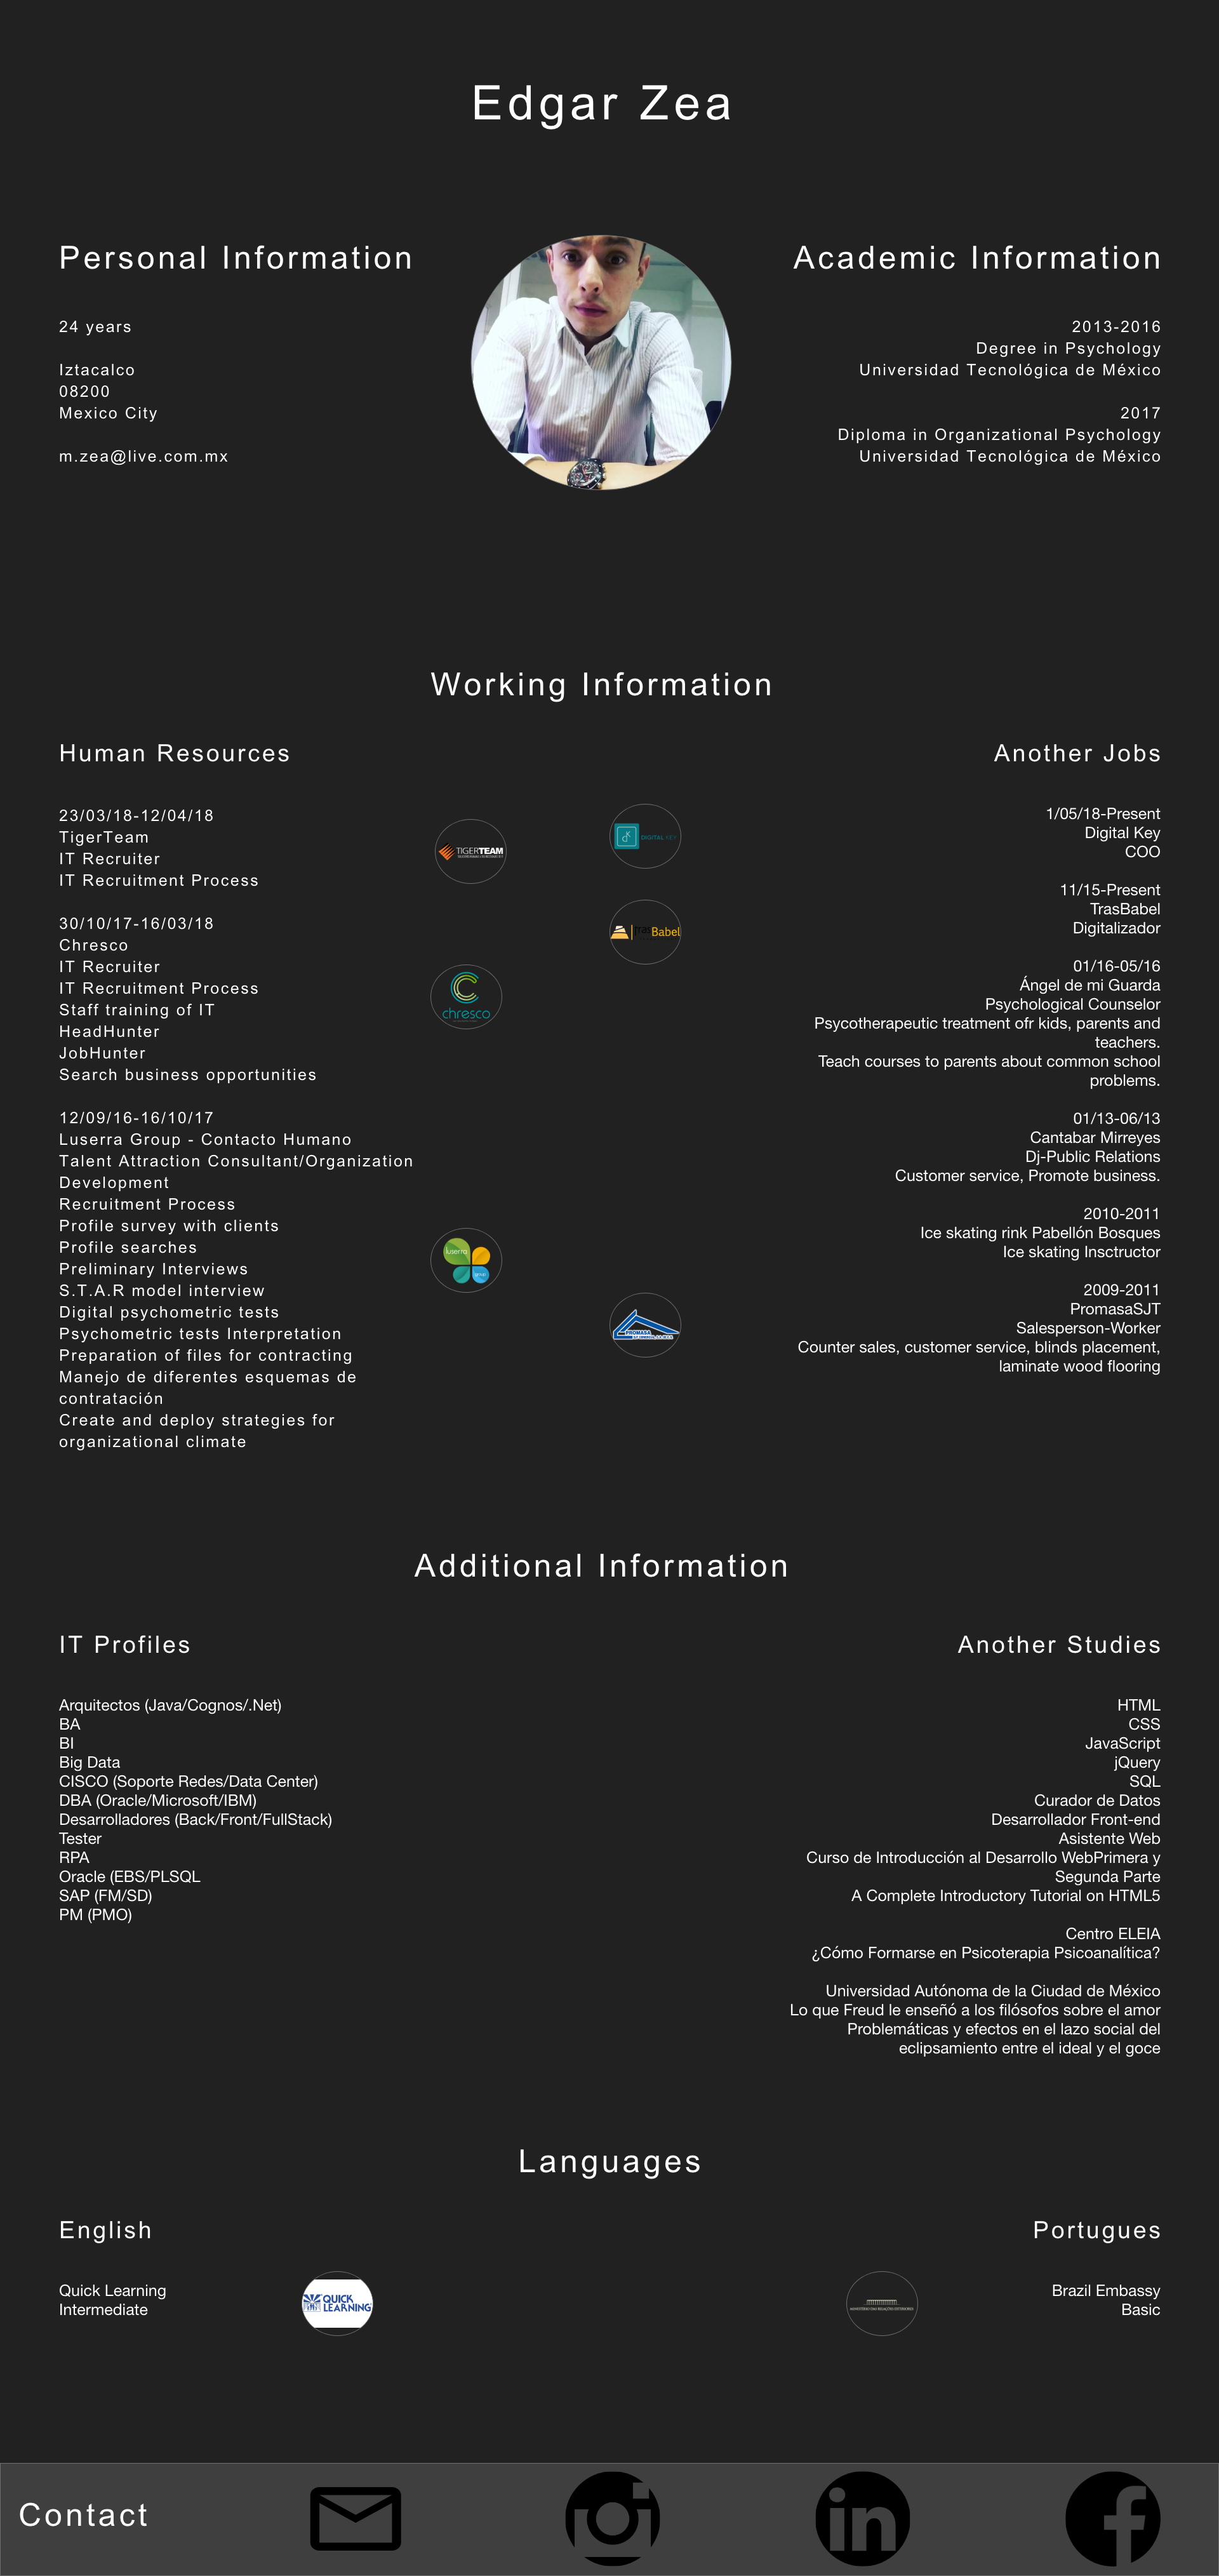 Edgar Zea
Personal Information
24 years
Iztacalco
08200
Mexico City
m.zea@live.com.mx
Academic Information
2013-2016
Degree in Psychology
Universidad Tecnológica de México
2017
Diploma in Organizational Psychology
Universidad Tecnológica de México
Working Information
Human Resources
23/03/18-12/04/18
TigerTeam
IT Recruiter
IT Recruitment Process
30/10/17-16/03/18
Chresco
IT Recruiter
IT Recruitment Process
Staff training of IT
HeadHunter
JobHunter
Search business opportunities
12/09/16-16/10/17
Luserra Group - Contacto Humano
Talent Attraction Consultant/Organization
Development
Recruitment Process
Profile survey with clients
Profile searches
Preliminary Interviews
S.T.A.R model interview
Digital psychometric tests
Psychometric tests Interpretation
Preparation of files for contracting
Manejo de diferentes esquemas de
contratación
Create and deploy strategies for
organizational climate
TIGERTEAM
chresco
luserra
group
DIGITAL KEY
Babel
PROMASA
Another Jobs
1/05/18-Present
Digital Key
COO
11/15-Present
TrasBabel
Digitalizador
01/16-05/16
Ángel de mi Guarda
Psychological Counselor
Psycotherapeutic treatment ofr kids, parents and
teachers.
Teach courses to parents about common school
problems.
01/13-06/13
Cantabar Mirreyes
Dj-Public Relations
Customer service, Promote business.
2010-2011
Ice skating rink Pabellón Bosques
Ice skating Insctructor
2009-2011
PromasaSJT
Salesperson-Worker
Counter sales, customer service, blinds placement,
laminate wood flooring
Additional Information
IT Profiles
Arquitectos (Java/Cognos/.Net)
BA
BI
Big Data
CISCO (Soporte Redes/Data Center)
DBA (Oracle/Microsoft/IBM)
Desarrolladores (Back/Front/FullStack)
Tester
RPA
Oracle (EBS/PLSQL
SAP (FM/SD)
PM (PMO)
Another Studies
HTML
CSS
JavaScript
jQuery
SQL
Curador de Datos
Desarrollador Front-end
Asistente Web
Curso de Introducción al Desarrollo WebPrimera y
Segunda Parte
A Complete Introductory Tutorial on HTML5
Centro ELEIA
¿Cómo Formarse en Psicoterapia Psicoanalítica?
Universidad Autónoma de la Ciudad de México
Lo que Freud le enseñó a los filósofos sobre el amor
Problemáticas y efectos en el lazo social del
eclipsamiento entre el ideal y el goce
Languages
English
Quick Learning
Intermediate
QUICK
LEARNING
Portugues
Brazil Embassy
Basic
Contact